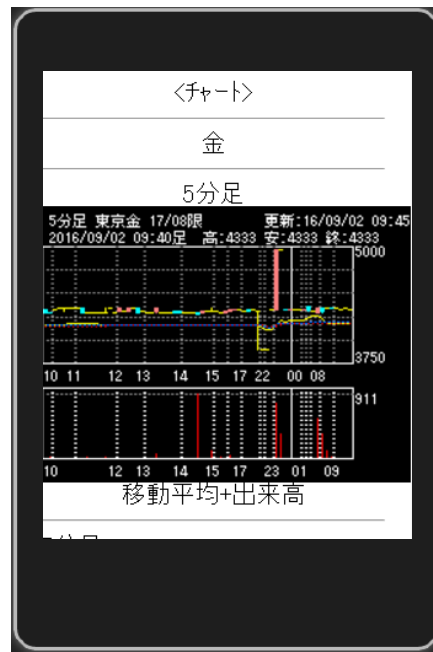 <チャート>
金
5分足
5分足 東京金 17/08限 更新:16/09/02 09:45
2016/09/02 09:40足 高:4333 安:4333 終:4333
5000
3750
10 11 12 13 14 15 17 22 00 08
911
10 12 13 14 15 17 23 01 09
移動平均+出来高